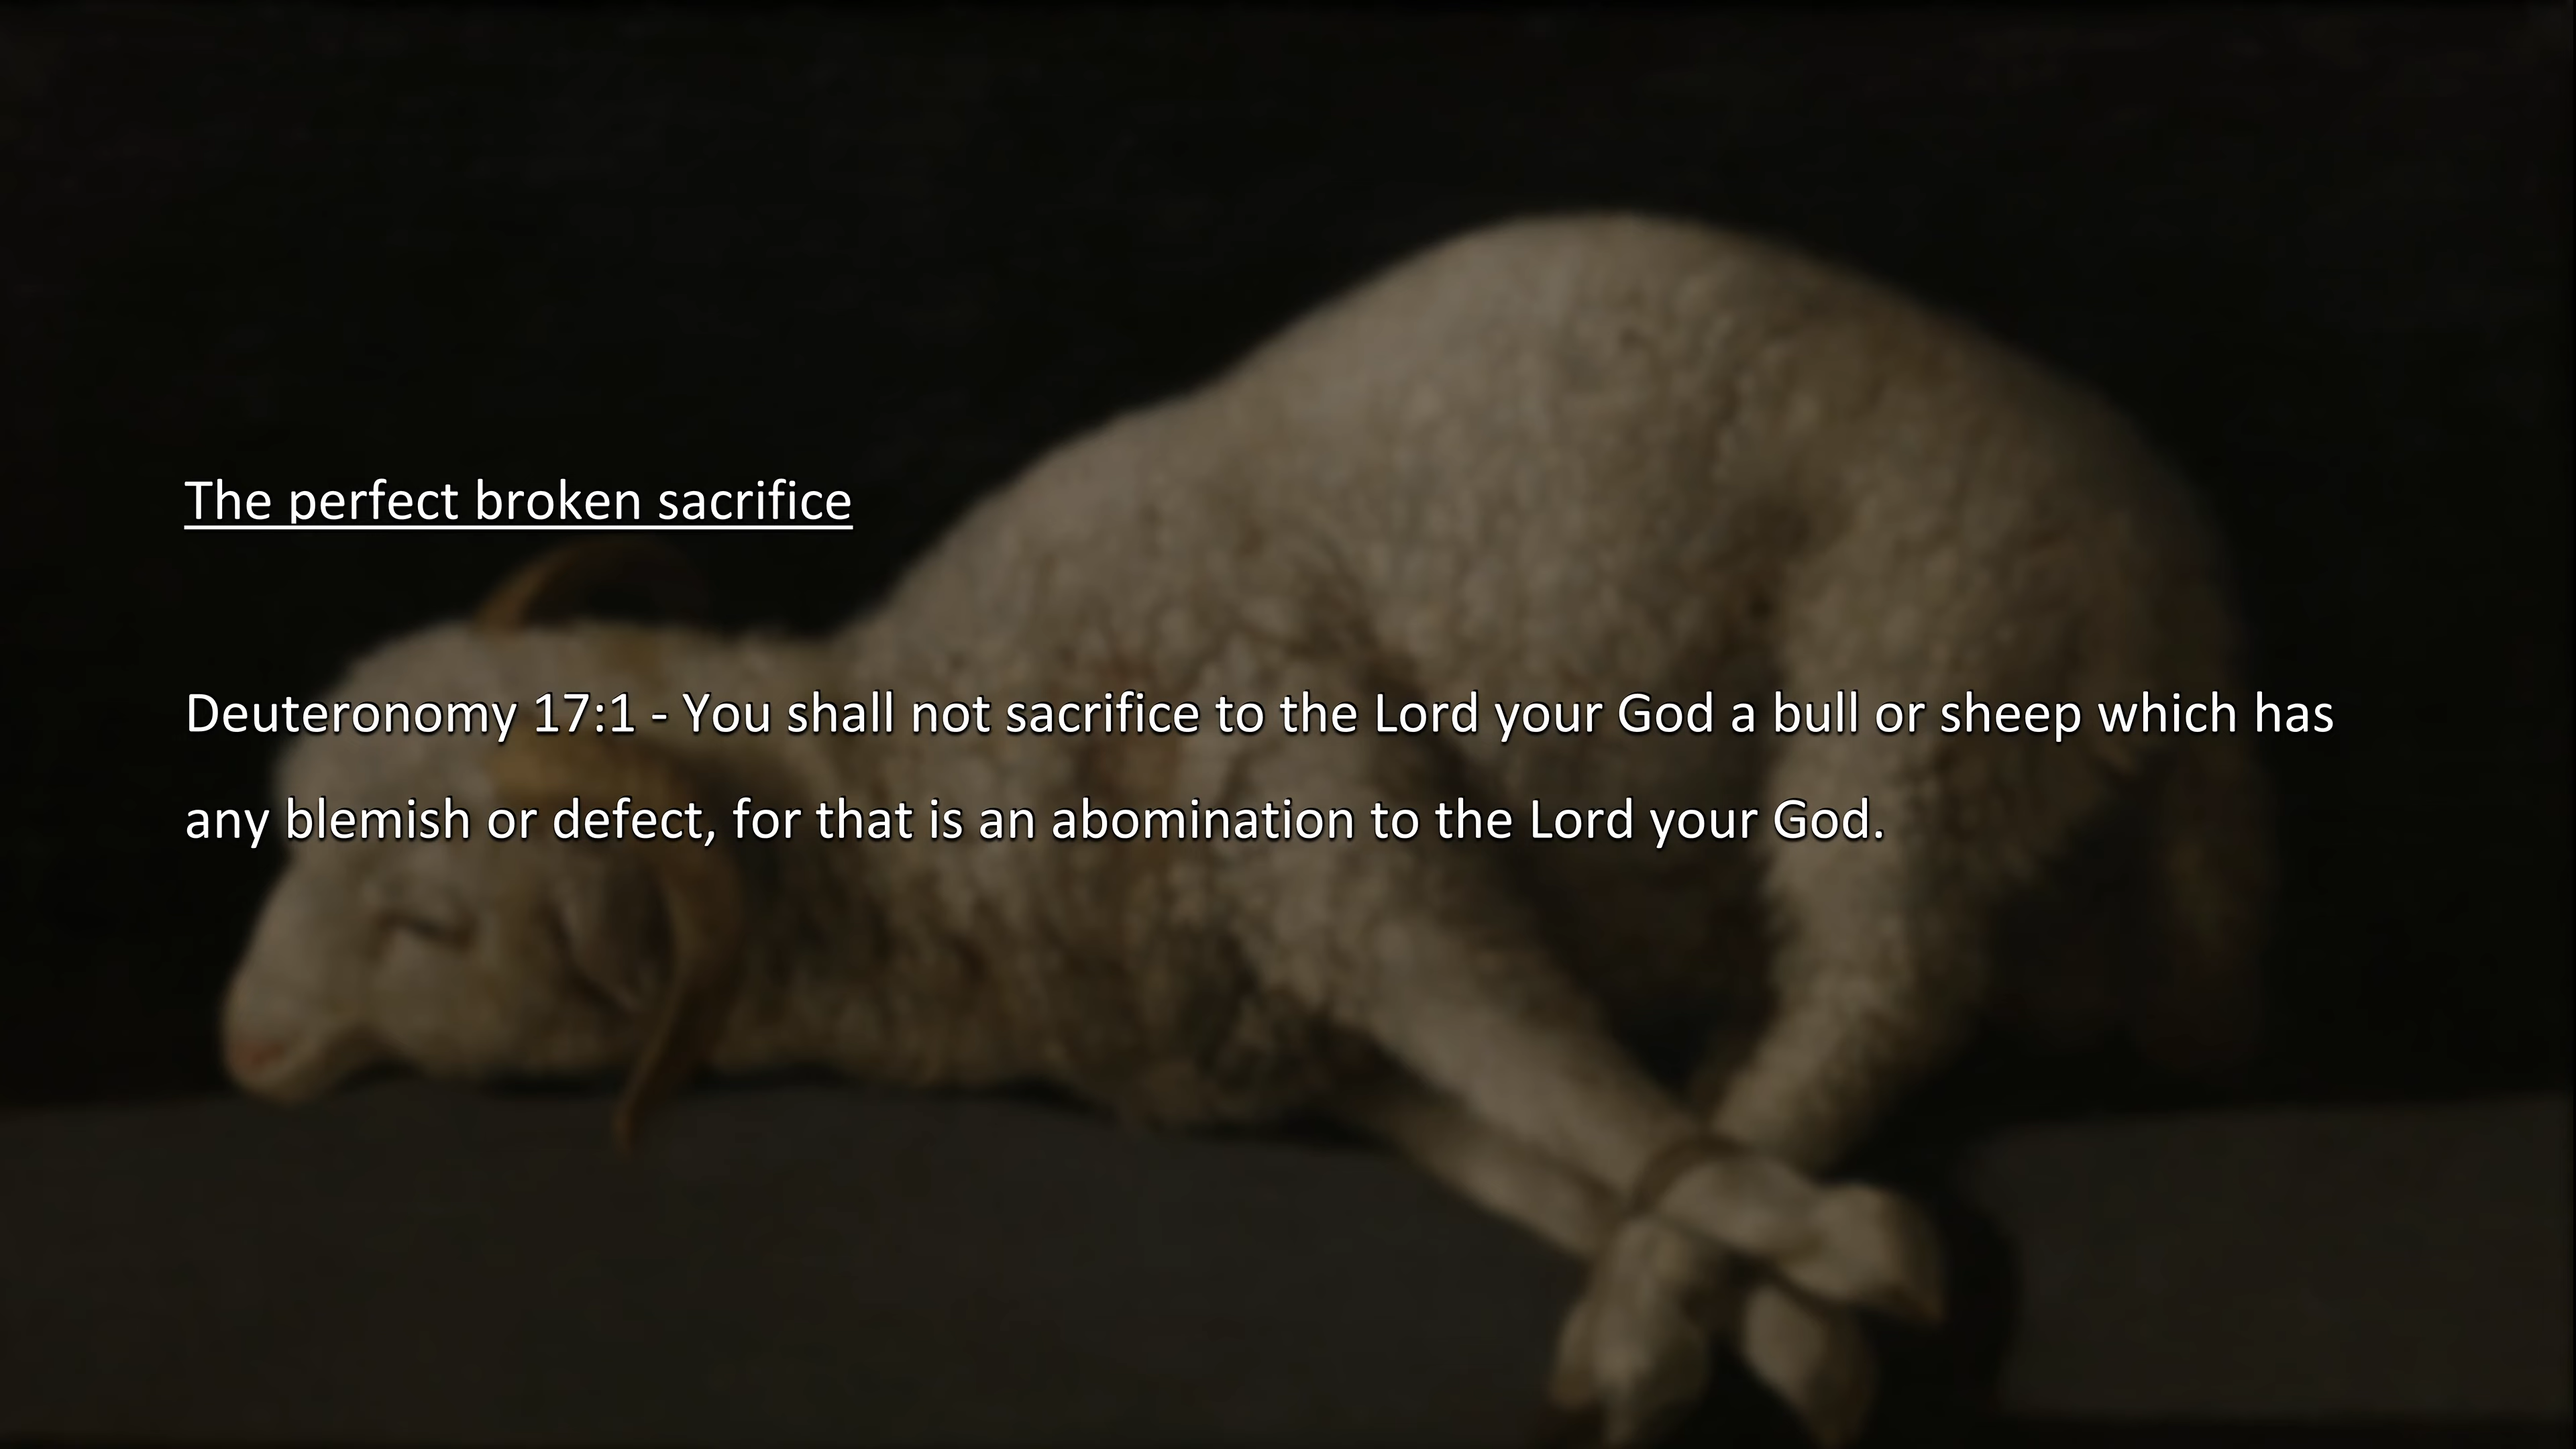 The perfect broken sacrifice
Deuteronomy 17:1 - You shall not sacrifice to the Lord your God a bull or sheep which has
any blemish or defect, for that is an abomination to the Lord your God.